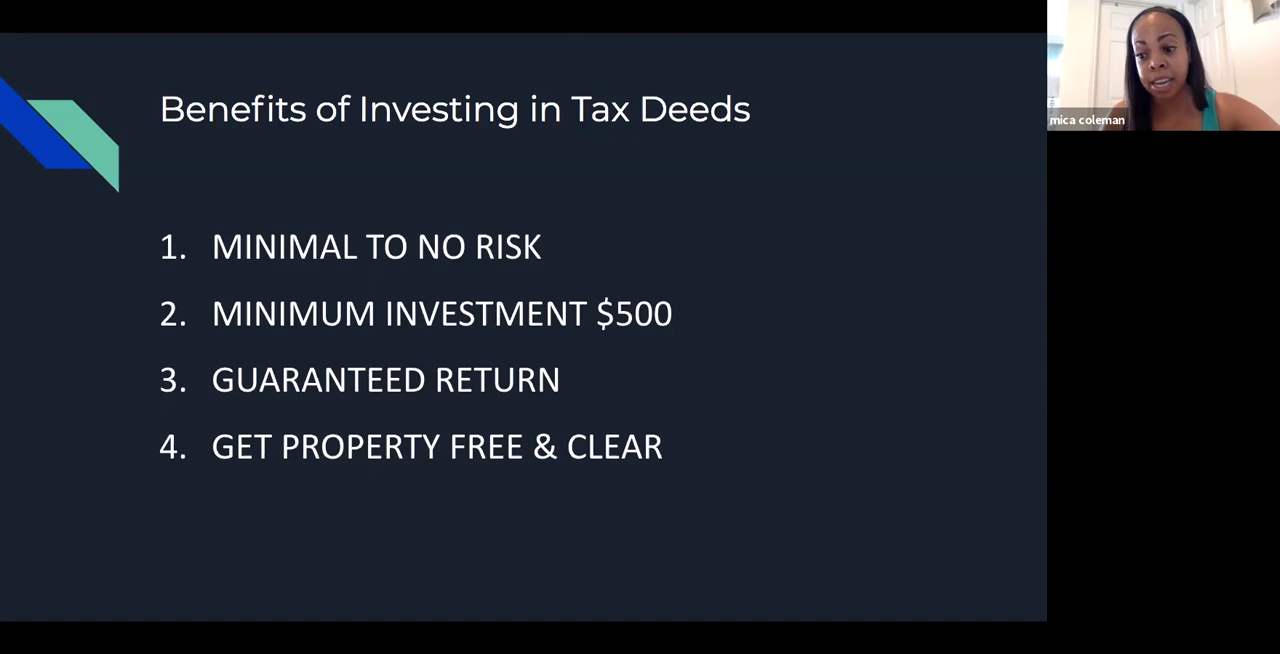 Benefits of Investing in Tax Deeds
1. MINIMAL TO NO RISK
2. MINIMUM INVESTMENT $500
3. GUARANTEED RETURN
4. GET PROPERTY FREE & CLEAR
mica coleman